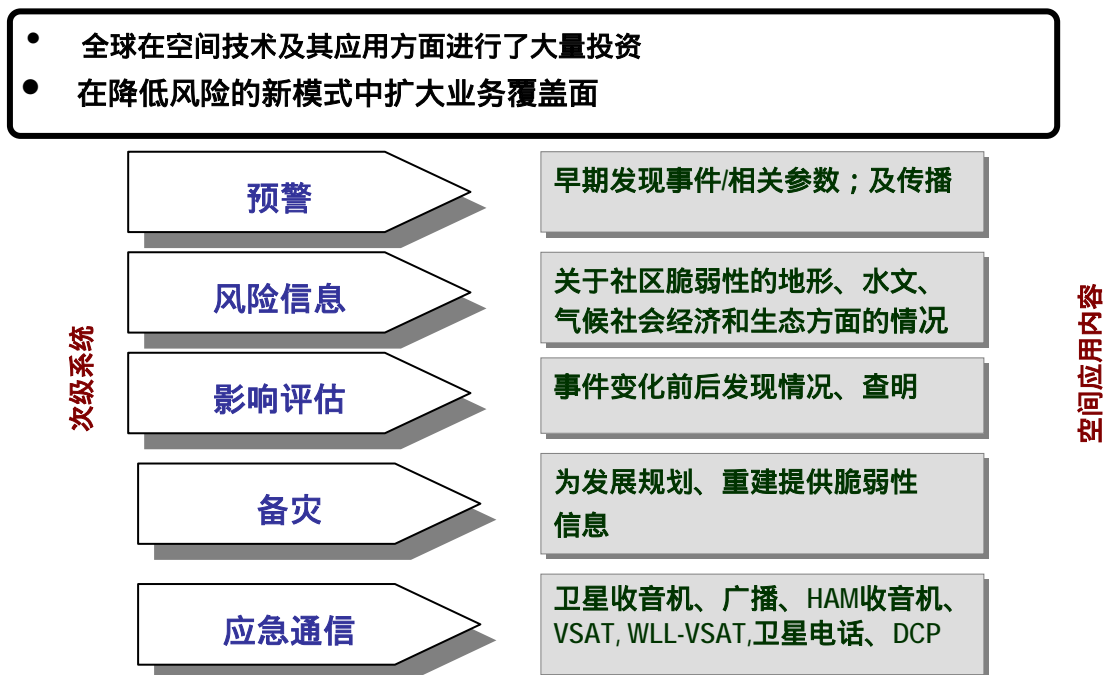 • 全球在空间技术及其应用方面进行了大量投资
• 在降低风险的新模式中扩大业务覆盖面
次级系统
空间应用内容
预警
早期发现事件/相关参数；及传播
风险信息
关于社区脆弱性的地形、水文、
气候社会经济和生态方面的情况
影响评估
事件变化前后发现情况、查明
备灾
为发展规划、重建提供脆弱性
信息
应急通信
卫星收音机、广播、HAM收音机、
VSAT, WLL-VSAT,卫星电话、DCP